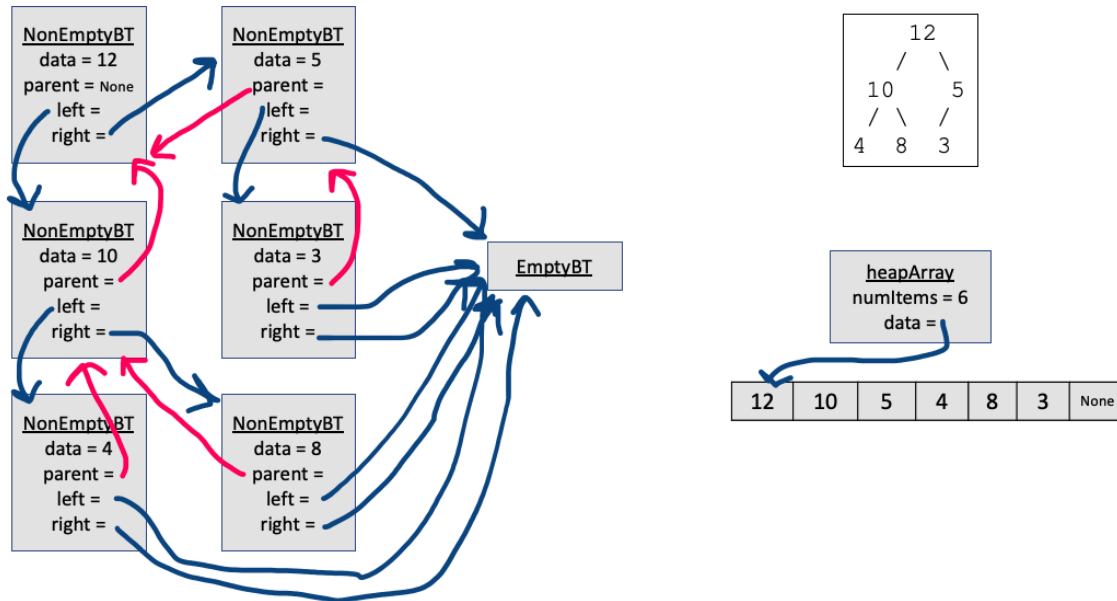 NonEmptyBT
data = 12
parent = None
left =
right =
NonEmptyBT
data = 5
parent =
left =
right =
NonEmptyBT
data = 10
parent =
left =
right =
NonEmptyBT
data = 3
parent =
left =
right =
NonEmptyBT
data = 4
parent =
left =
right =
NonEmptyBT
data = 8
parent =
left =
right =
EmptyBT
12
/ \
10 5
/ \ /
4 8 3
heapArray
numItems = 6
data =
12 10 5 4 8 3 None